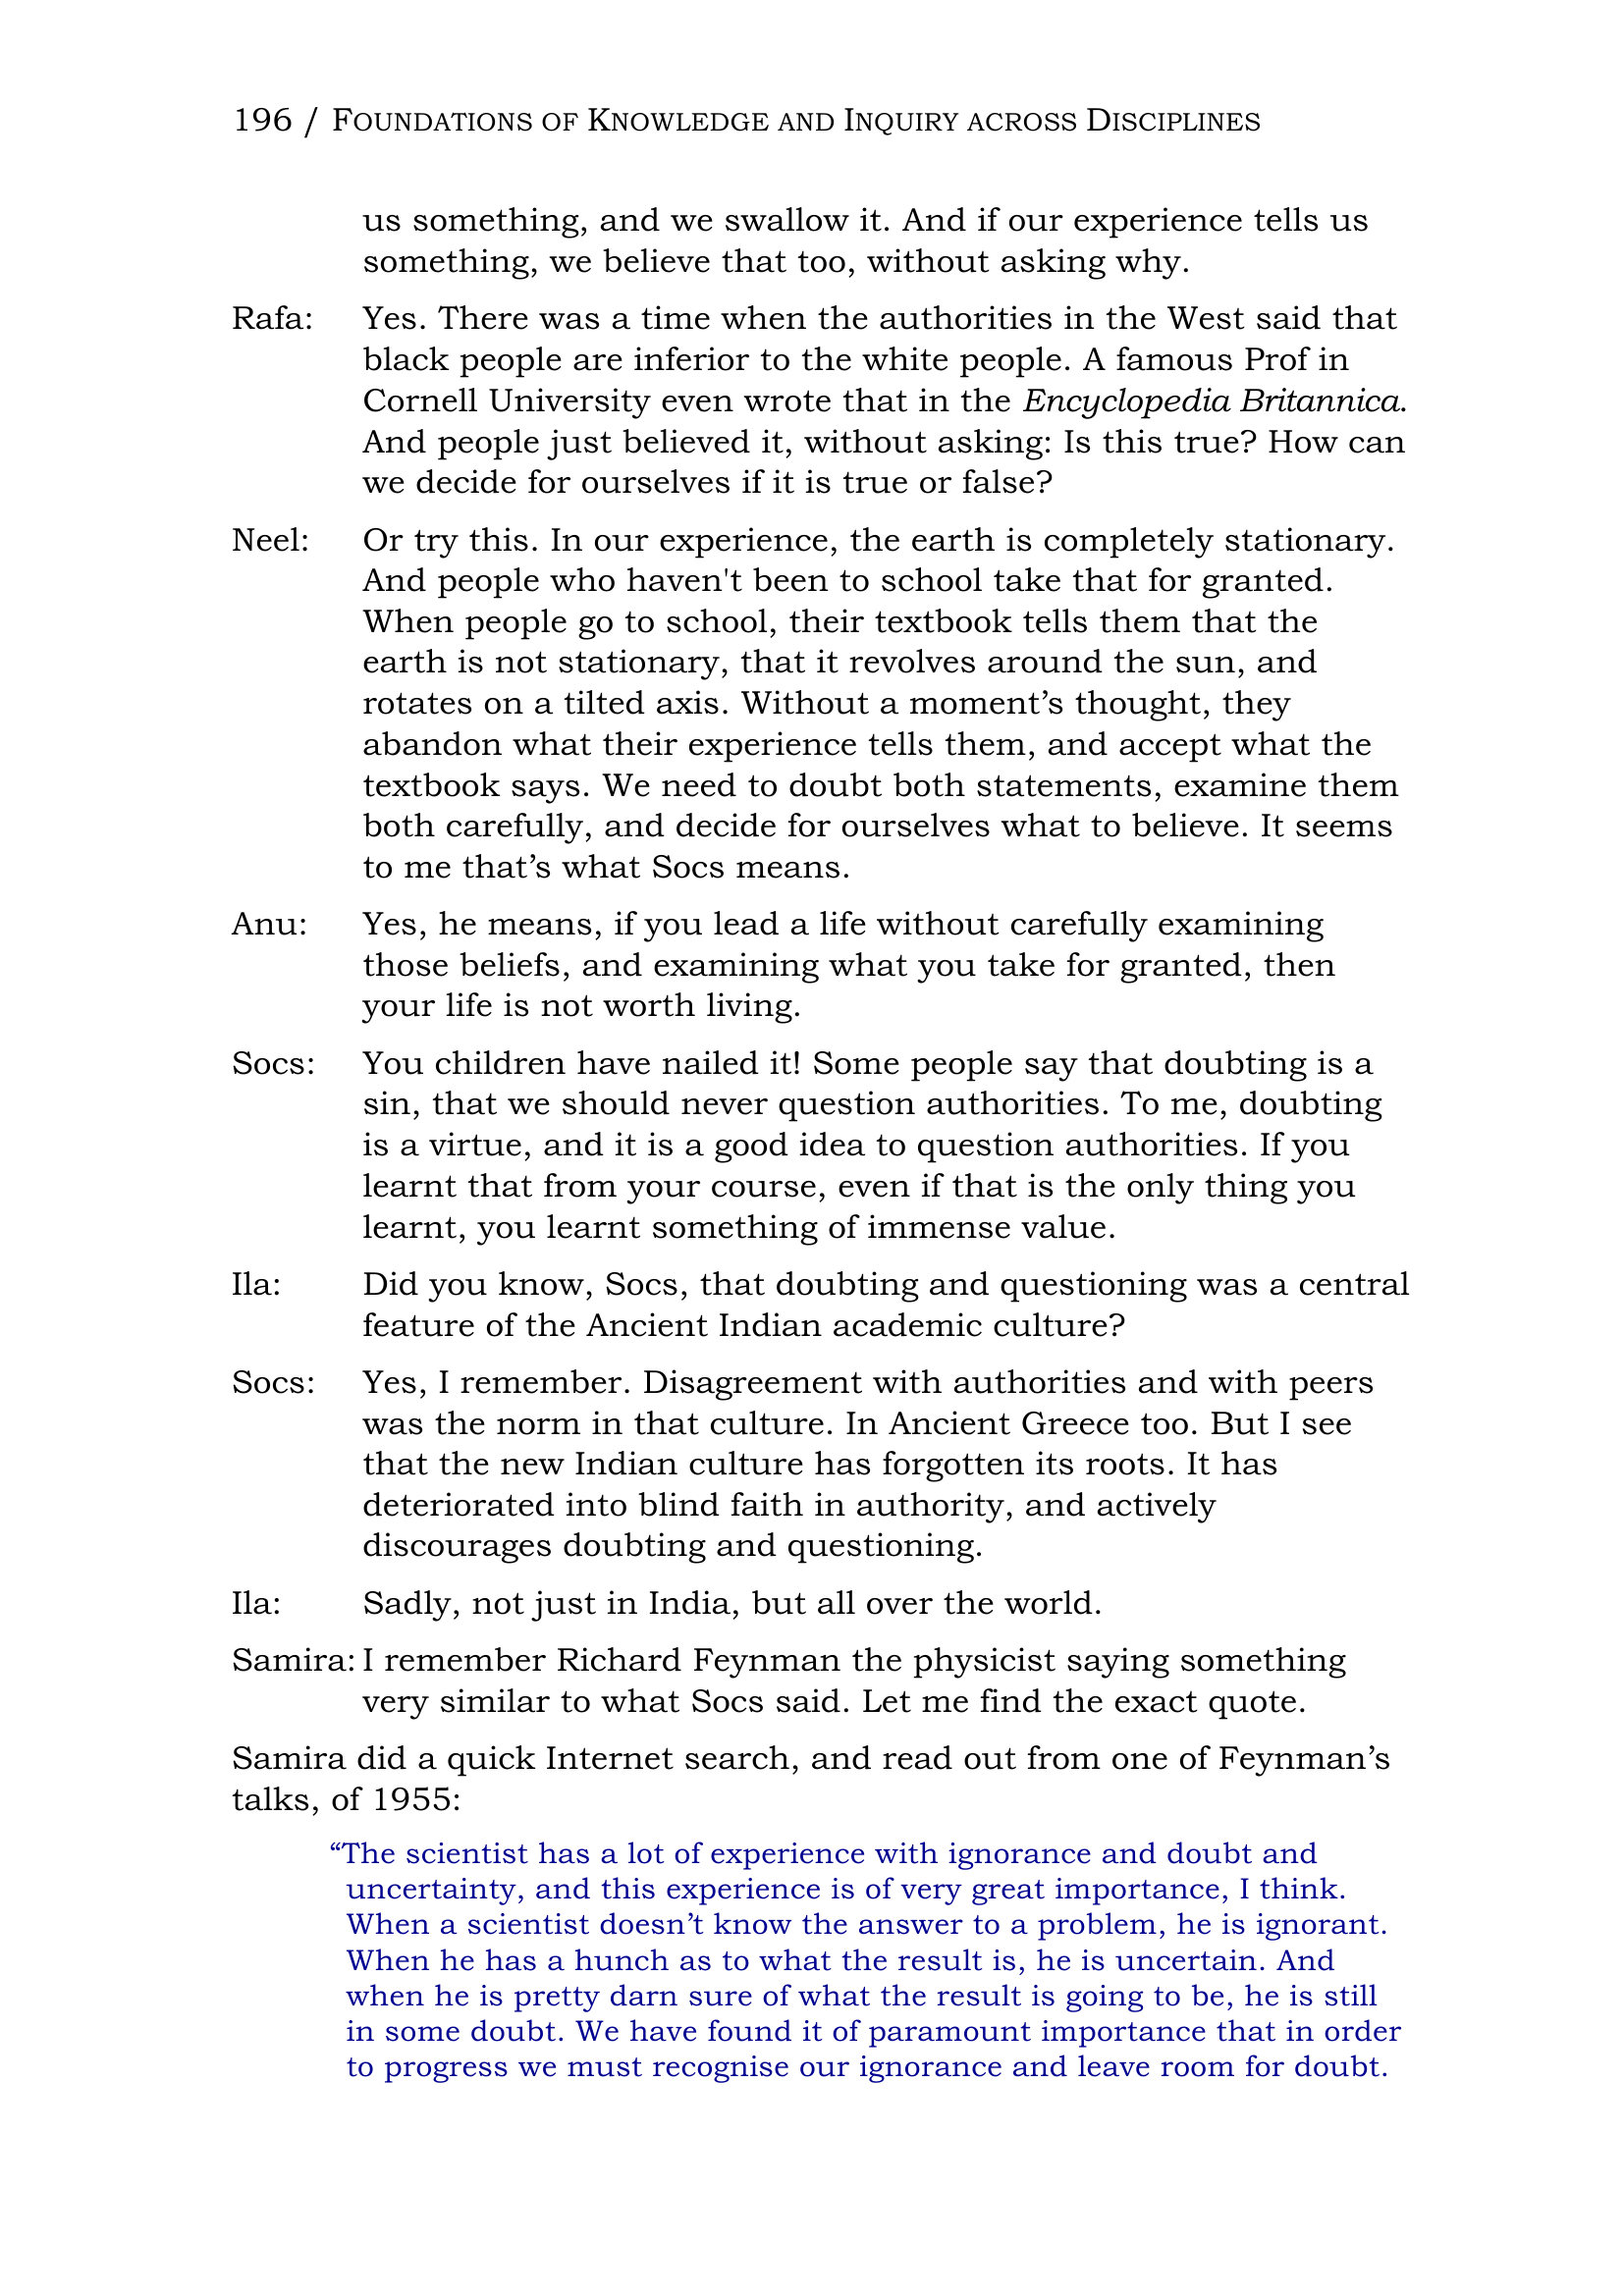 196 / FOUNDATIONS OF KNOWLEDGE AND INQUIRY ACROSS DISCIPLINES
us something, and we swallow it. And if our experience tells us
something, we believe that too, without asking why.
Rafa: Yes. There was a time when the authorities in the West said that
black people are inferior to the white people. A famous Prof in
Cornell University even wrote that in the Encyclopedia Britannica.
And people just believed it, without asking: Is this true? How can
we decide for ourselves if it is true or false?
Neel: Or try this. In our experience, the earth is completely stationary.
And people who haven't been to school take that for granted.
When people go to school, their textbook tells them that the
earth is not stationary, that it revolves around the sun, and
rotates on a tilted axis. Without a moment’s thought, they
abandon what their experience tells them, and accept what the
textbook says. We need to doubt both statements, examine them
both carefully, and decide for ourselves what to believe. It seems
to me that’s what Socs means.
Anu: Yes, he means, if you lead a life without carefully examining
those beliefs, and examining what you take for granted, then
your life is not worth living.
Socs: You children have nailed it! Some people say that doubting is a
sin, that we should never question authorities. To me, doubting
is a virtue, and it is a good idea to question authorities. If you
learnt that from your course, even if that is the only thing you
learnt, you learnt something of immense value.
Ila: Did you know, Socs, that doubting and questioning was a central
feature of the Ancient Indian academic culture?
Socs: Yes, I remember. Disagreement with authorities and with peers
was the norm in that culture. In Ancient Greece too. But I see
that the new Indian culture has forgotten its roots. It has
deteriorated into blind faith in authority, and actively
discourages doubting and questioning.
Ila: Sadly, not just in India, but all over the world.
Samira: I remember Richard Feynman the physicist saying something
very similar to what Socs said. Let me find the exact quote.
Samira did a quick Internet search, and read out from one of Feynman’s
talks, of 1955:
“The scientist has a lot of experience with ignorance and doubt and
uncertainty, and this experience is of very great importance, I think.
When a scientist doesn’t know the answer to a problem, he is ignorant.
When he has a hunch as to what the result is, he is uncertain. And
when he is pretty darn sure of what the result is going to be, he is still
in some doubt. We have found it of paramount importance that in order
to progress we must recognise our ignorance and leave room for doubt.